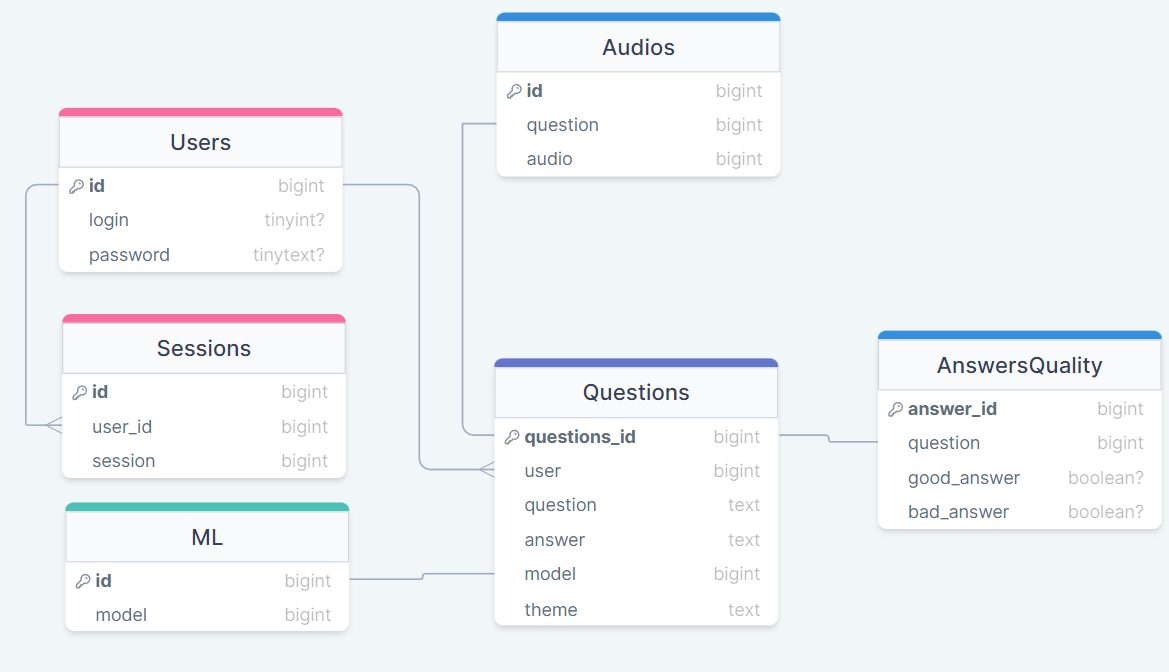 Audios
id bigint
question bigint
audio bigint
Users
id bigint
login tinyint?
password tinytext?
Sessions
id bigint
user_id bigint
session bigint
ML
id bigint
model bigint
Questions
questions_id bigint
user bigint
question text
answer text
model bigint
theme text
AnswersQuality
answer_id bigint
question bigint
good_answer boolean?
bad_answer boolean?